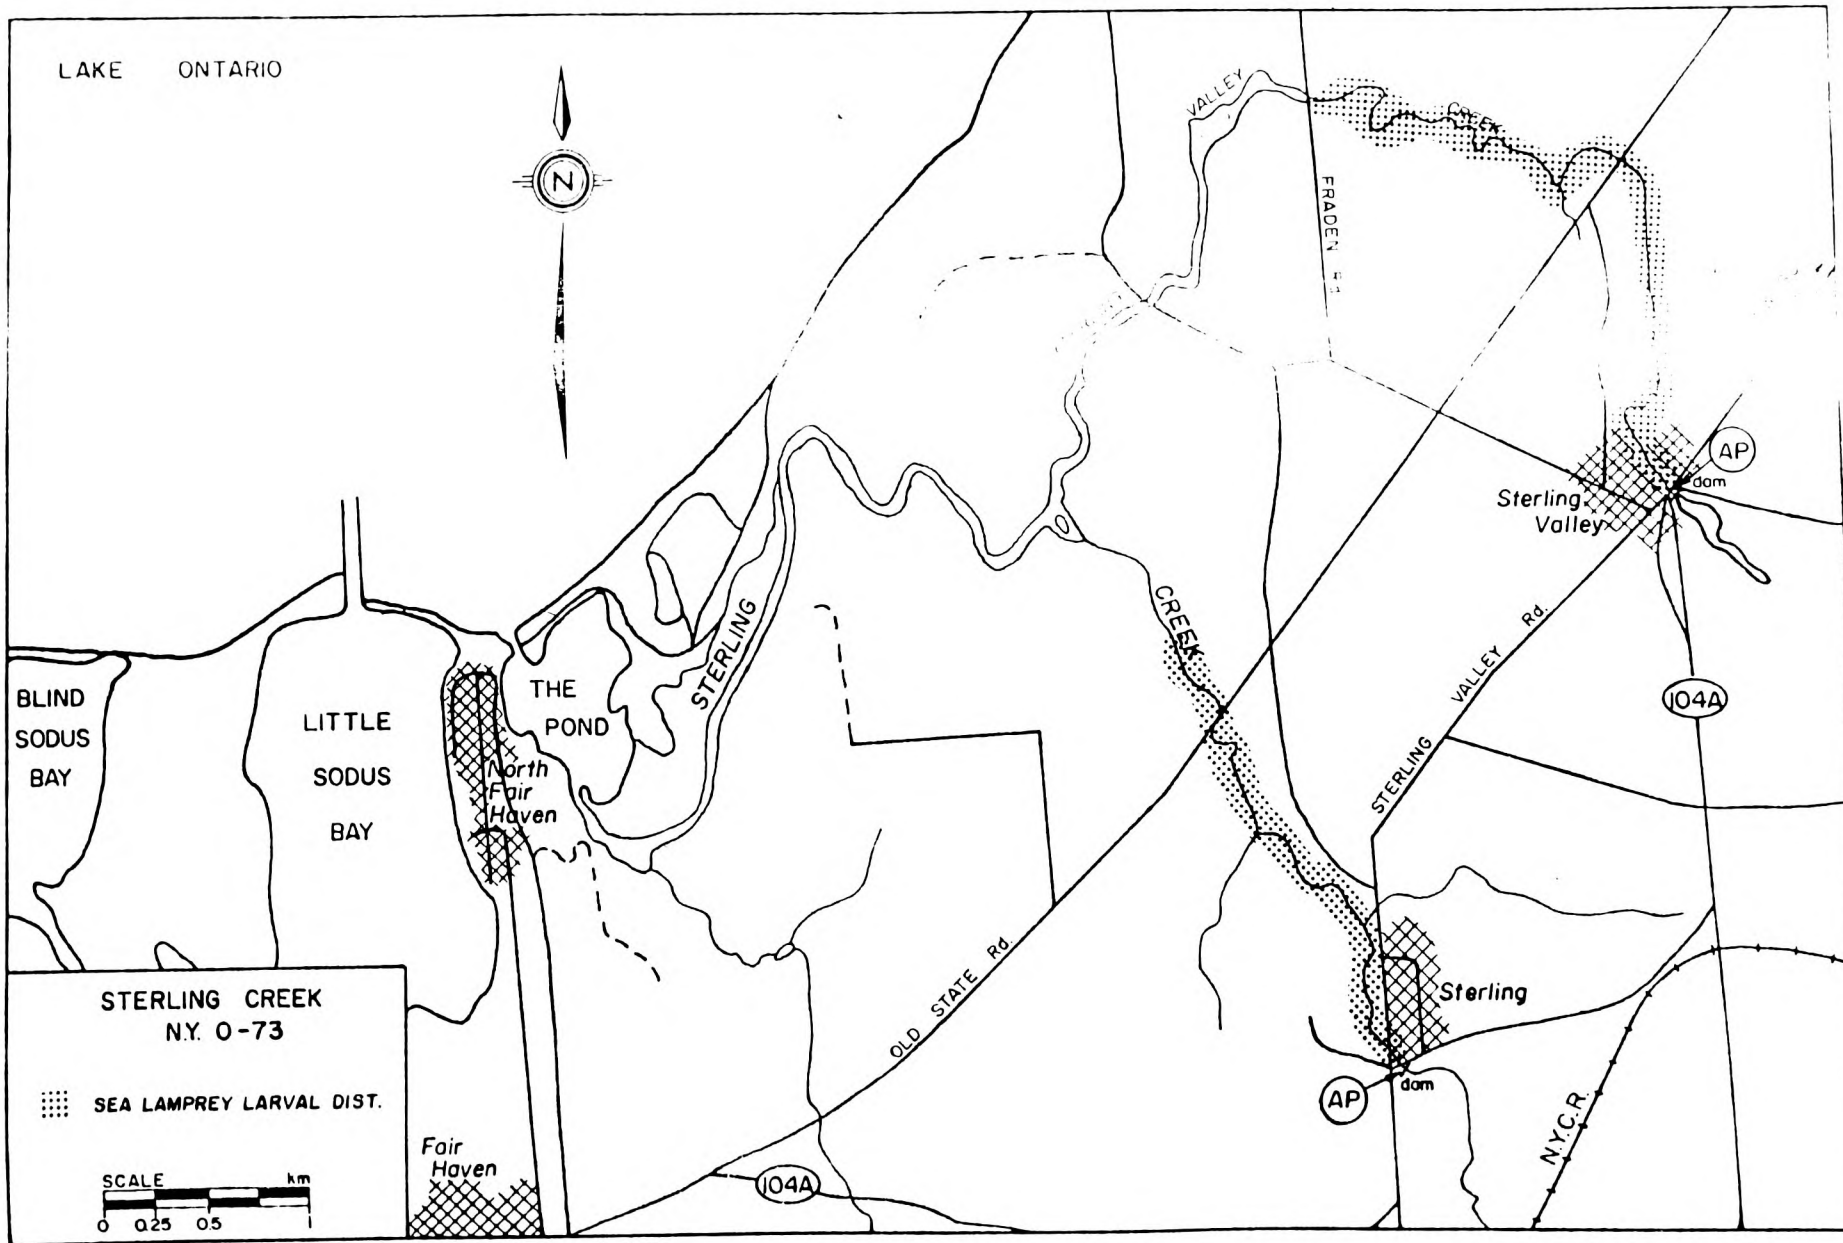 LAKE ONTARIO
N
VALLEY
CREEK
FRADEN Rd.
AP
dam
Sterling
Valley
STERLING
CREEK
STERLING VALLEY Rd.
104A
BLIND
SODUS
BAY
LITTLE
SODUS
BAY
THE
POND
North
Fair
Haven
OLD STATE Rd.
Sterling
AP
dam
N.Y.C.R.
104A
Fair
Haven
STERLING CREEK
N.Y. O-73
SEA LAMPREY LARVAL DIST.
SCALE km
0 0.25 0.5 1